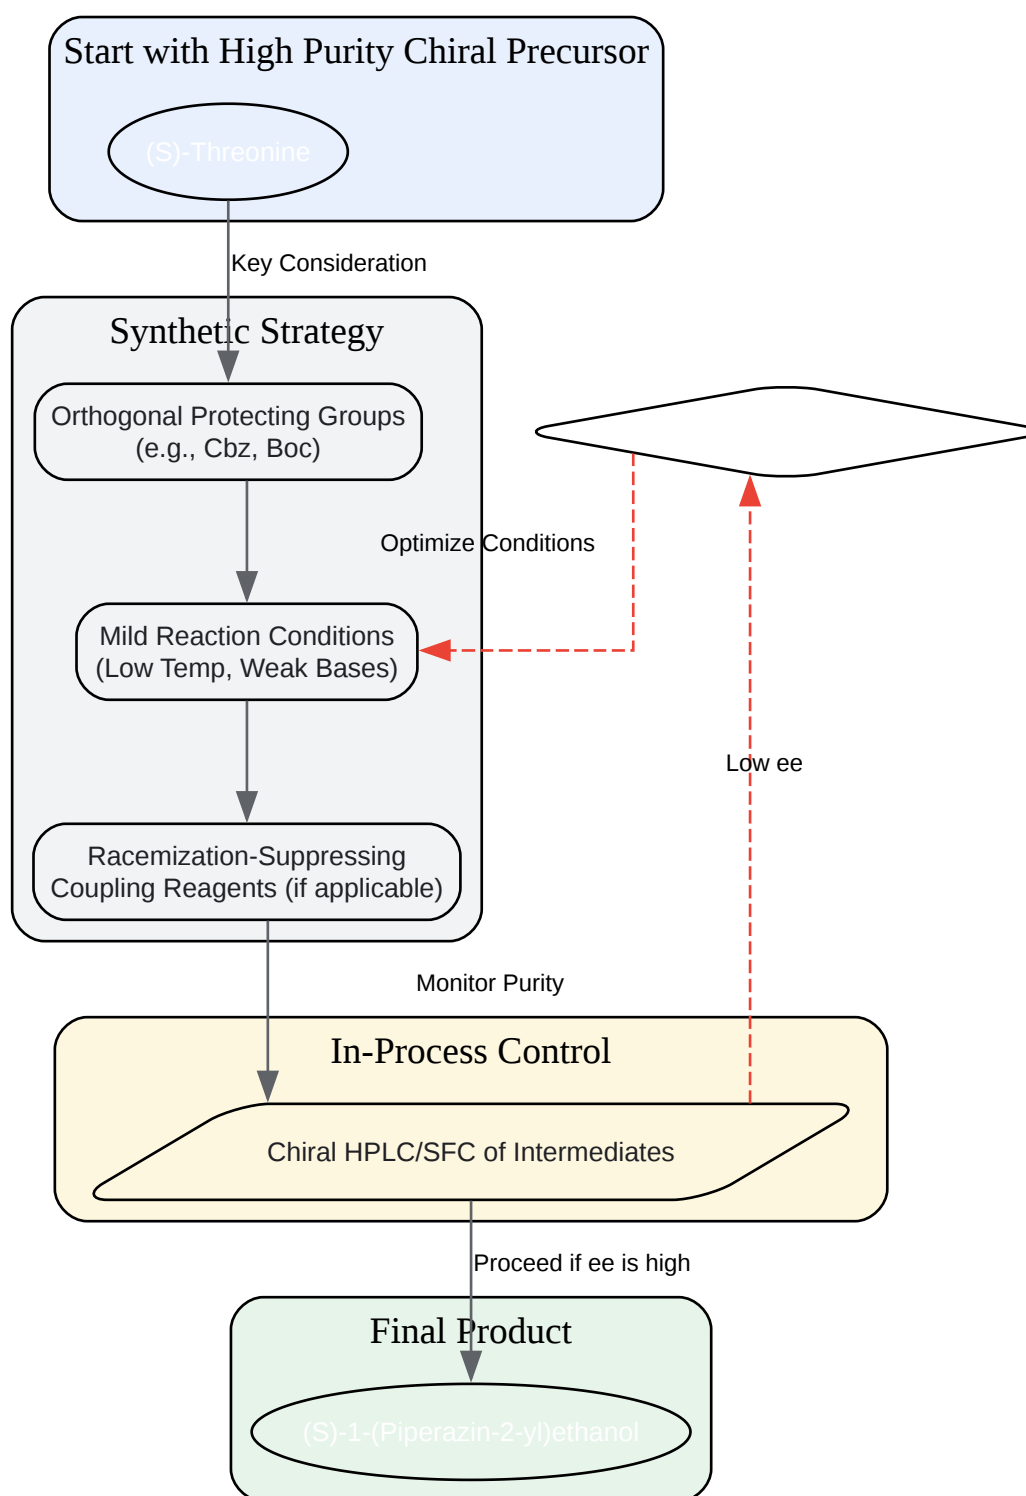 Start with High Purity Chiral Precursor
(S)-Threonine
Key Consideration
Synthetic Strategy
Orthogonal Protecting Groups
(e.g., Cbz, Boc)
Optimize Conditions
Mild Reaction Conditions
(Low Temp, Weak Bases)
Low ee
Racemization-Suppressing
Coupling Reagents (if applicable)
Monitor Purity
In-Process Control
Chiral HPLC/SFC of Intermediates
Proceed if ee is high
Final Product
(S)-1-(Piperazin-2-yl)ethanol